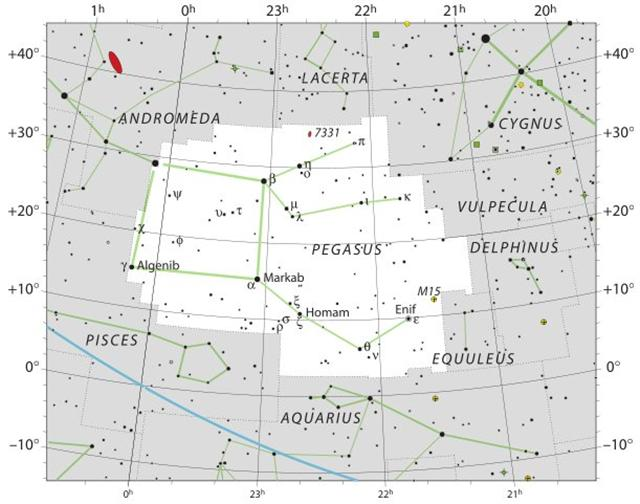 1h 0h 23h 22h 21h 20h
+40°
+40°
LACERTA
ANDROMEDA
CYGNUS
+30°
7331
π
+30°
η
ο
β
ψ
μ
ι
κ
υ
τ
λ
VULPECULA
+20°
+20°
χ
φ
PEGASUS
DELPHINUS
γ Algenib
α Markab
+10°
M15
+10°
ξ
Homam
Enif
ε
σ
ρ
ζ
PISCES
θ
ν
EQUULEUS
0°
0°
AQUARIUS
−10°
−10°
0h 23h 22h 21h